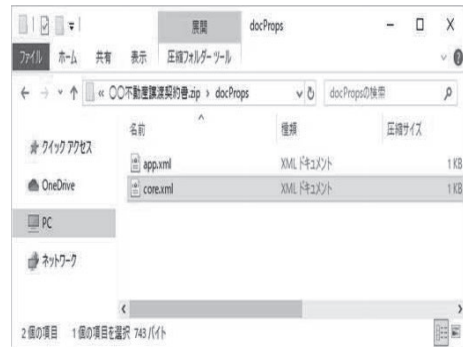 展開 docProps
ファイル ホーム 共有 表示 圧縮フォルダー ツール
« 〇〇不動産譲渡契約書.zip › docProps docPropsの検索
名前 種類 圧縮サイズ
クイック アクセス
app.xml XML ドキュメント 1 KB
OneDrive
core.xml XML ドキュメント 1 KB
PC
ネットワーク
2 個の項目 1 個の項目を選択 743 バイト